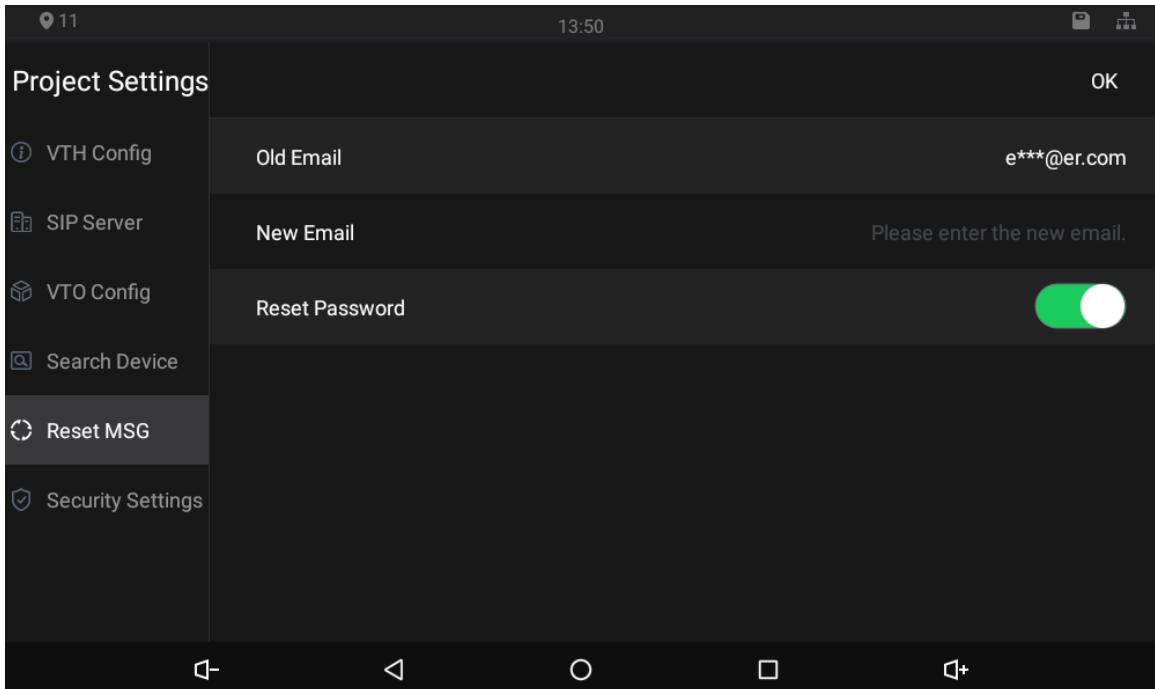 11
13:50
Project Settings
OK
VTH Config
Old Email
e***@er.com
SIP Server
New Email
Please enter the new email.
VTO Config
Reset Password
Search Device
Reset MSG
Security Settings